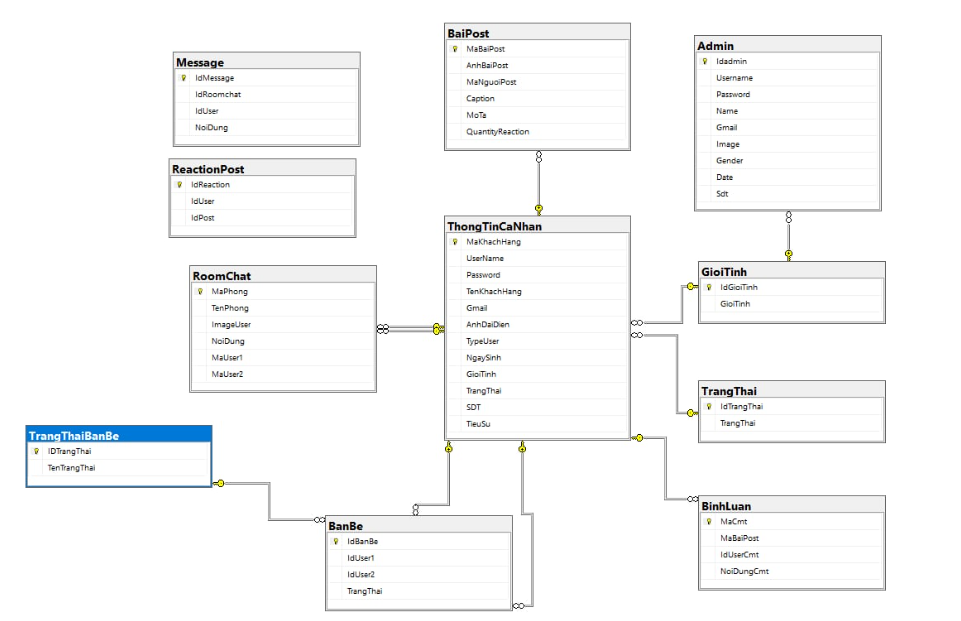 Message
IdMessage
IdRoomchat
IdUser
NoiDung
ReactionPost
IdReaction
IdUser
IdPost
RoomChat
MaPhong
TenPhong
ImageUser
NoiDung
MaUser1
MaUser2
TrangThaiBanBe
IDTrangThai
TenTrangThai
BaiPost
MaBaiPost
AnhBaiPost
MaNguoiPost
Caption
MoTa
QuantityReaction
ThongTinCaNhan
MaKhachHang
UserName
Password
TenKhachHang
Gmail
AnhDaiDien
TypeUser
NgaySinh
GioiTinh
TrangThai
SDT
TieuSu
BanBe
IdBanBe
IdUser1
IdUser2
TrangThai
Admin
Idadmin
Username
Password
Name
Gmail
Image
Gender
Date
Sdt
GioiTinh
IdGioiTinh
GioiTinh
TrangThai
IdTrangThai
TrangThai
BinhLuan
MaCmt
MaBaiPost
IdUserCmt
NoiDungCmt